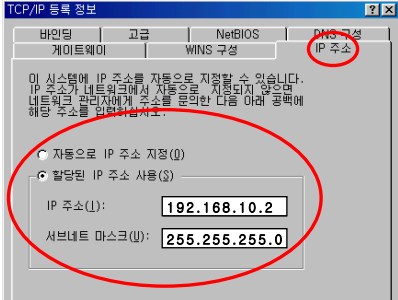 TCP/IP 등록 정보
바인딩 고급 NetBIOS DNS 구성
게이트웨이 WINS 구성 IP 주소
이 시스템에 IP 주소를 자동으로 지정할 수 있습니다.
IP 주소가 네트워크에서 자동으로 지정되지 않으면
네트워크 관리자에게 주소를 문의한 다음 아래 공백에
해당 주소를 입력하십시오.
자동으로 IP 주소 지정(O)
할당된 IP 주소 사용(S)
IP 주소(I): 192.168.10.2
서브네트 마스크(U): 255.255.255.0